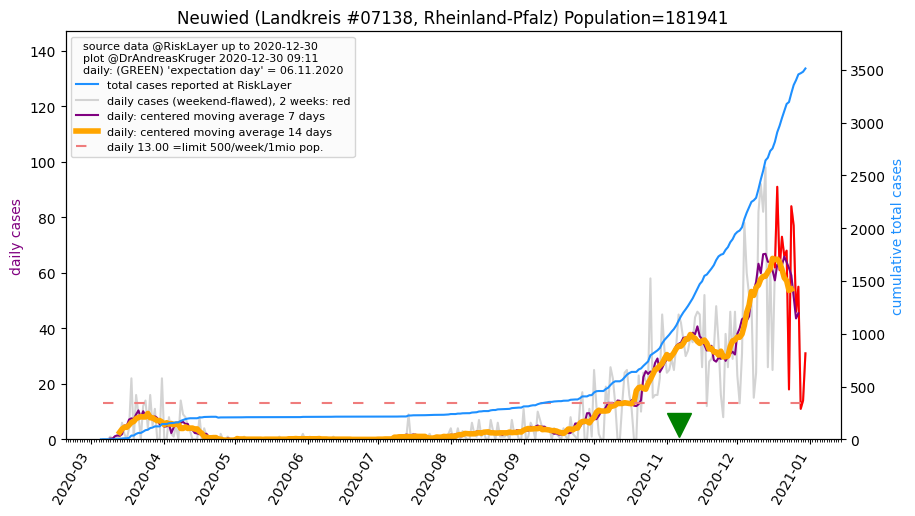 Neuwied (Landkreis #07138, Rheinland-Pfalz) Population=181941
source data @RiskLayer up to 2020-12-30
plot @DrAndreasKruger 2020-12-30 09:11
daily: (GREEN) 'expectation day' = 06.11.2020
total cases reported at RiskLayer
daily cases (weekend-flawed), 2 weeks: red
daily: centered moving average 7 days
daily: centered moving average 14 days
daily 13.00 =limit 500/week/1mio pop.
daily cases
140
120
100
80
60
40
20
0
cumulative total cases
3500
3000
2500
2000
1500
1000
500
0
2020-03
2020-04
2020-05
2020-06
2020-07
2020-08
2020-09
2020-10
2020-11
2020-12
2021-01